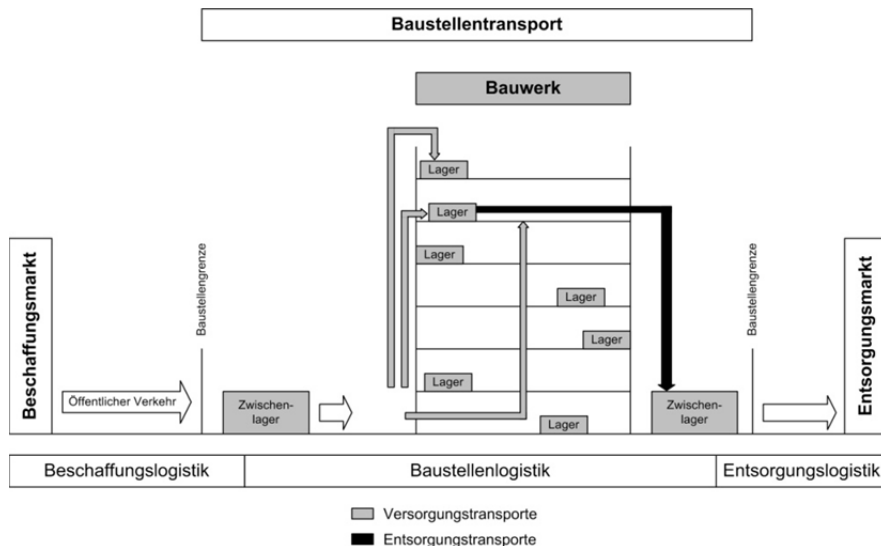 Baustellentransport
Bauwerk
Lager
Lager
Lager
Lager
Lager
Lager
Lager
Beschaffungsmarkt
Baustellengrenze
Baustellengrenze
Entsorgungsmarkt
Öffentlicher Verkehr
Zwischen-
lager
Zwischen-
lager
Beschaffungslogistik
Baustellenlogistik
Entsorgungslogistik
Versorgungstransporte
Entsorgungstransporte